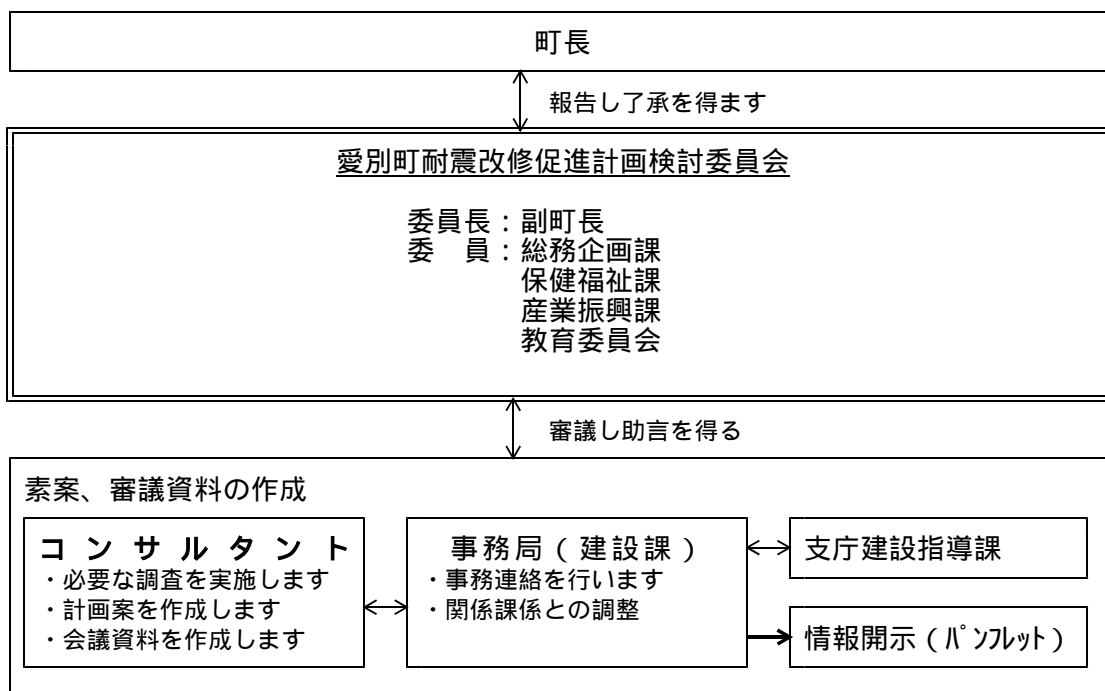 町長
報告し了承を得ます
愛別町耐震改修促進計画検討委員会
委員長：副町長
委　員：総務企画課
保健福祉課
産業振興課
教育委員会
審議し助言を得る
素案、審議資料の作成
コンサルタント
・必要な調査を実施します
・計画案を作成します
・会議資料を作成します
事務局（建設課）
・事務連絡を行います
・関係課係との調整
支庁建設指導課
情報開示（ﾊﾟﾝﾌﾚｯﾄ）